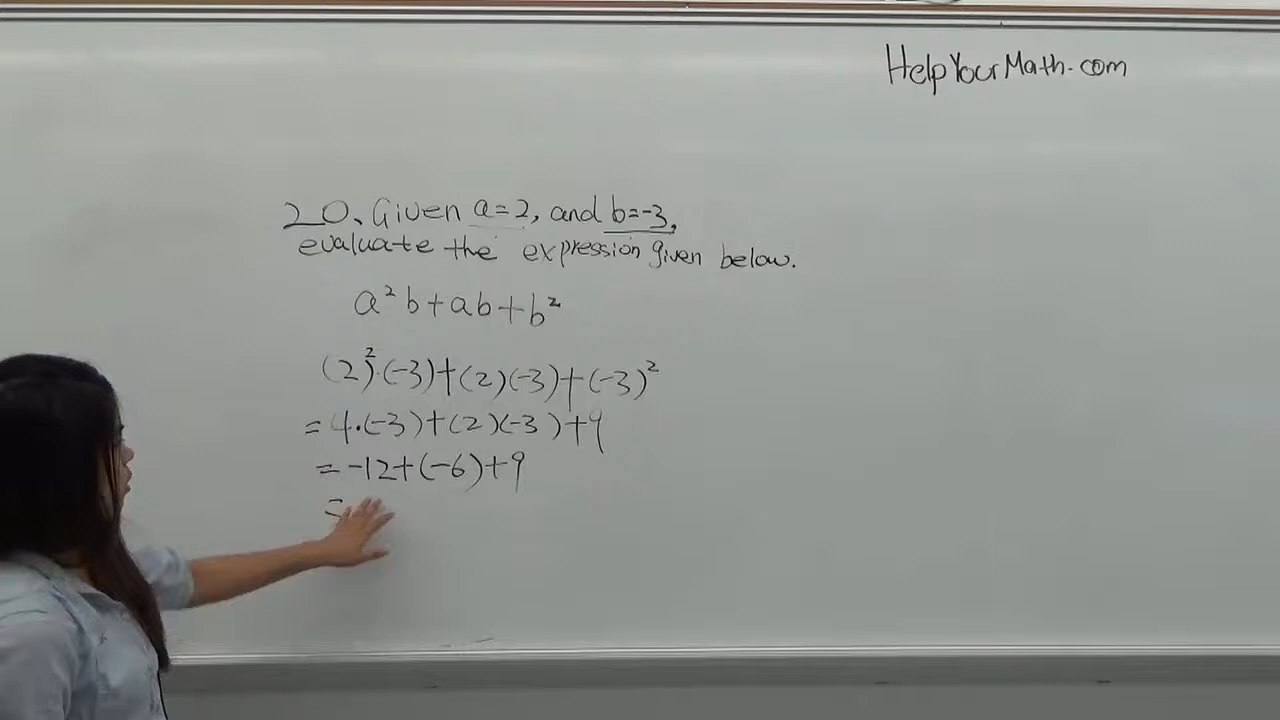 HelpYourMath.com
20. Given a=2, and b=-3,
evaluate the expression given below.
a²b+ab+b²
(2)²·(-3)+(2)(-3)+(-3)²
=4·(-3)+(2)(-3)+9
=-12+(-6)+9
=